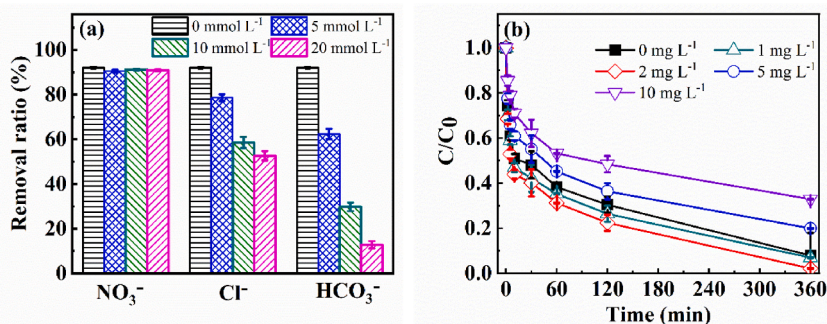 (a)
0 mmol L⁻¹
5 mmol L⁻¹
10 mmol L⁻¹
20 mmol L⁻¹
Removal ratio (%)
100
80
60
40
20
0
NO₃⁻
Cl⁻
HCO₃⁻
(b)
0 mg L⁻¹
1 mg L⁻¹
2 mg L⁻¹
5 mg L⁻¹
10 mg L⁻¹
C/C0
1.0
0.8
0.6
0.4
0.2
0.0
0 60 120 180 240 300 360
Time (min)